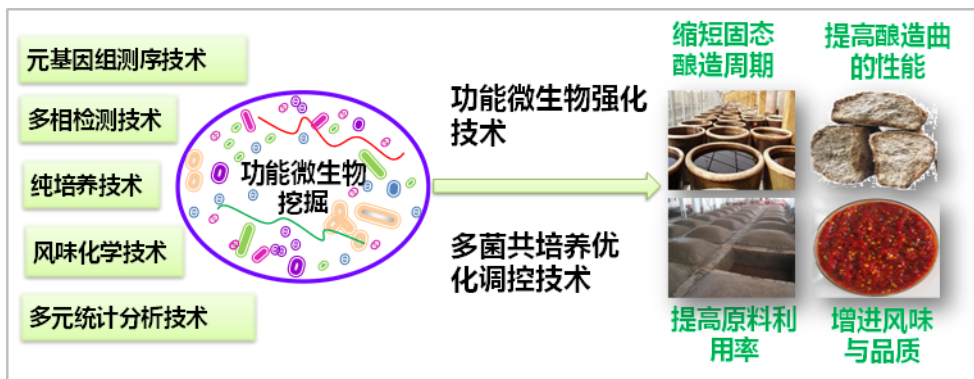 元基因组测序技术
多相检测技术
纯培养技术
风味化学技术
多元统计分析技术
功能微生物
挖掘
功能微生物强化
技术
多菌共培养优
化调控技术
缩短固态
酿造周期
提高酿造曲
的性能
提高原料利
用率
增进风味
与品质